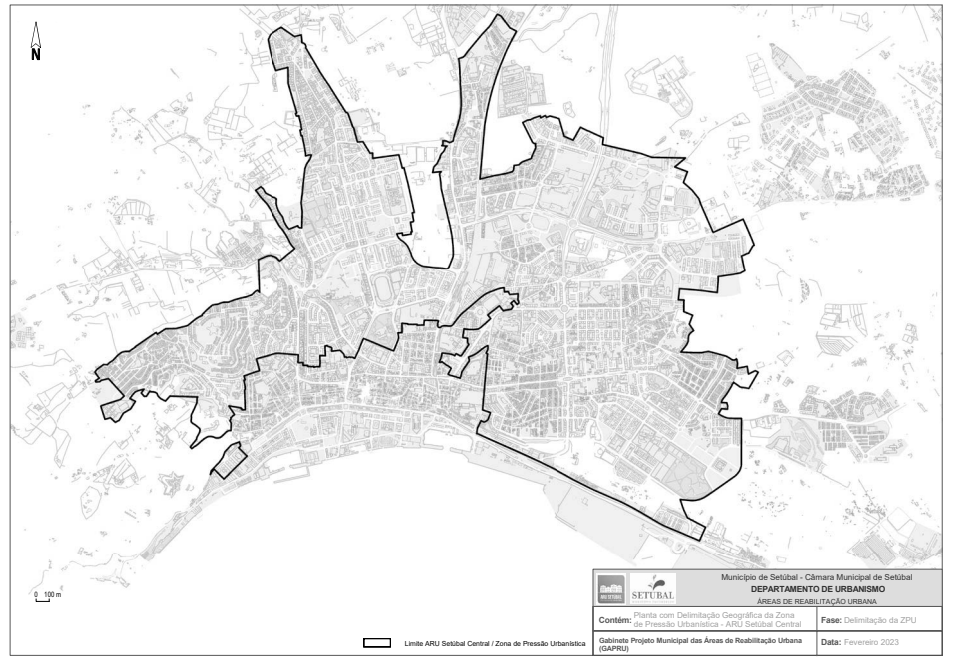 N
0 100 m
Limite ARU Setúbal Central / Zona de Pressão Urbanística
SETÚBAL
Município de Setúbal - Câmara Municipal de Setúbal
DEPARTAMENTO DE URBANISMO
ÁREAS DE REABILITAÇÃO URBANA
Contém: Planta com Delimitação Geográfica da Zona
de Pressão Urbanística - ARU Setúbal Central
Fase: Delimitação da ZPU
Gabinete Projeto Municipal das Áreas de Reabilitação Urbana
(GAPRU)
Data: Fevereiro 2023